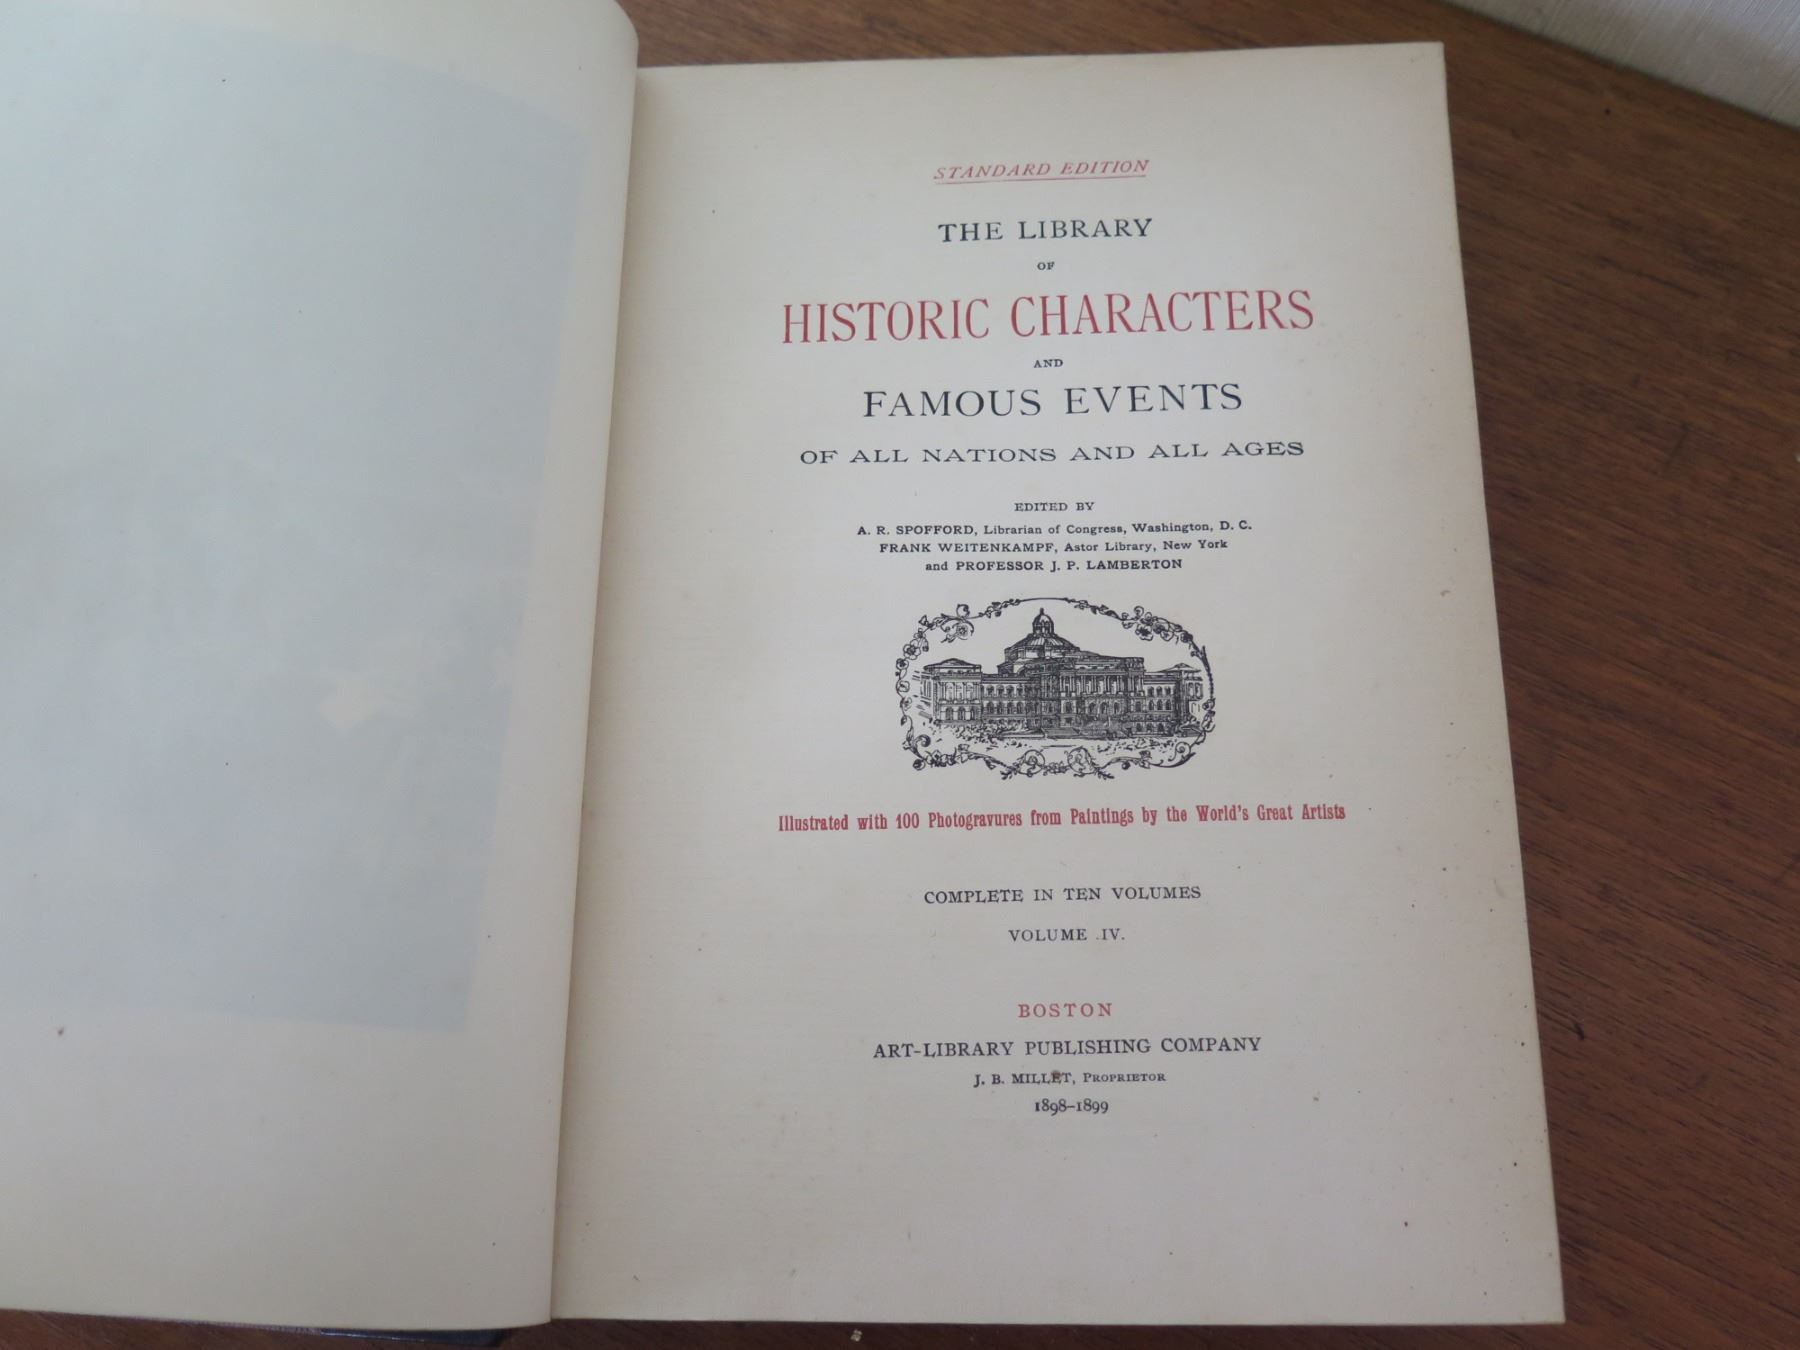 STANDARD EDITION
THE LIBRARY
OF
HISTORIC CHARACTERS
AND
FAMOUS EVENTS
OF ALL NATIONS AND ALL AGES
EDITED BY
A. R. SPOFFORD, Librarian of Congress, Washington, D. C.
FRANK WEITENKAMPF, Astor Library, New York
and PROFESSOR J. P. LAMBERTON
Illustrated with 100 Photogravures from Paintings by the World's Great Artists
COMPLETE IN TEN VOLUMES
VOLUME IV.
BOSTON
ART-LIBRARY PUBLISHING COMPANY
J. B. MILLET, PROPRIETOR
1898-1899